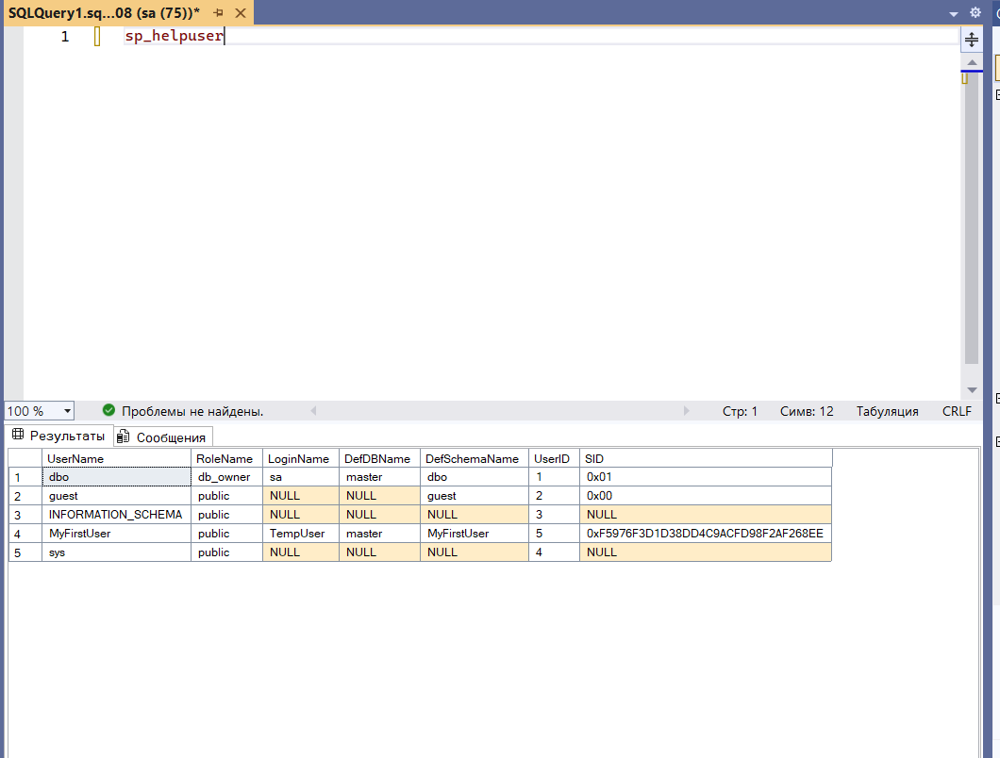 SQLQuery1.sq...08 (sa (75))*
1 sp_helpuser
100 % Проблемы не найдены. Стр: 1 Симв: 12 Табуляция CRLF
Результаты Сообщения
UserName RoleName LoginName DefDBName DefSchemaName UserID SID
1 dbo db_owner sa master dbo 1 0x01
2 guest public NULL NULL guest 2 0x00
3 INFORMATION_SCHEMA public NULL NULL NULL 3 NULL
4 MyFirstUser public TempUser master MyFirstUser 5 0xF5976F3D1D38DD4C9ACFD98F2AF268EE
5 sys public NULL NULL NULL 4 NULL